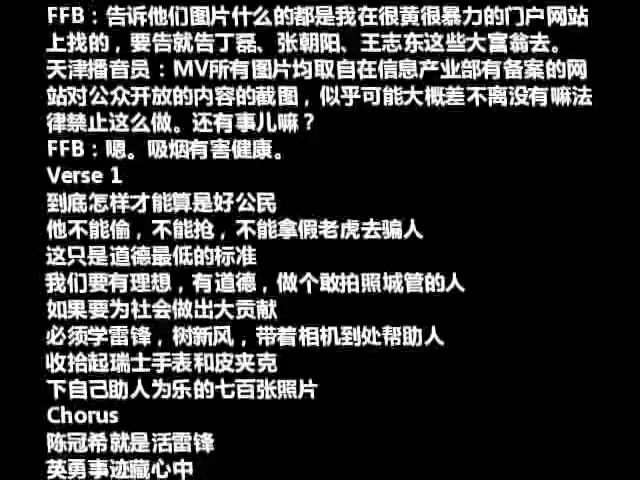 FFB：告诉他们图片什么的都是我在很黄很暴力的门户网站
上找的，要告就告丁磊、张朝阳、王志东这些大富翁去。
天津播音员：MV所有图片均取自在信息产业部有备案的网
站对公众开放的内容的截图，似乎可能大概差不离没有嘛法
律禁止这么做。还有事儿嘛？
FFB：嗯。吸烟有害健康。
Verse 1
到底怎样才能算是好公民
他不能偷，不能抢，不能拿假老虎去骗人
这只是道德最低的标准
我们要有理想，有道德，做个敢拍照城管的人
如果要为社会做出大贡献
必须学雷锋，树新风，带着相机到处帮助人
收拾起瑞士手表和皮夹克
下自己助人为乐的七百张照片
Chorus
陈冠希就是活雷锋
英勇事迹藏心中